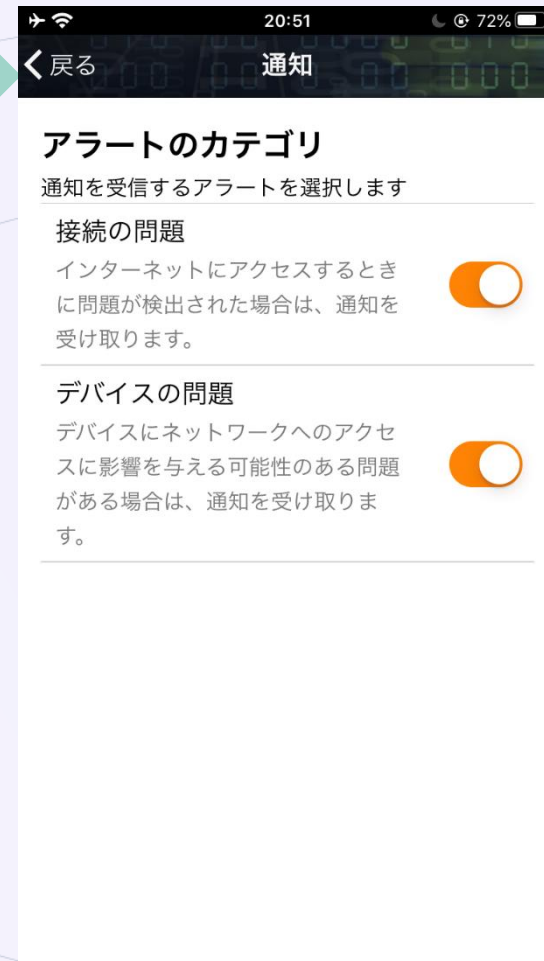 20:51
72%
戻る
通知
アラートのカテゴリ
通知を受信するアラートを選択します
接続の問題
インターネットにアクセスするとき
に問題が検出された場合は、通知を
受け取ります。
デバイスの問題
デバイスにネットワークへのアクセ
スに影響を与える可能性のある問題
がある場合は、通知を受け取りま
す。